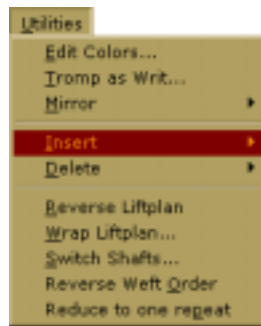 Utilities
Edit Colors...
Tromp as Writ...
Mirror
Insert
Delete
Reverse Liftplan
Wrap Liftplan...
Switch Shafts...
Reverse Weft Order
Reduce to one repeat